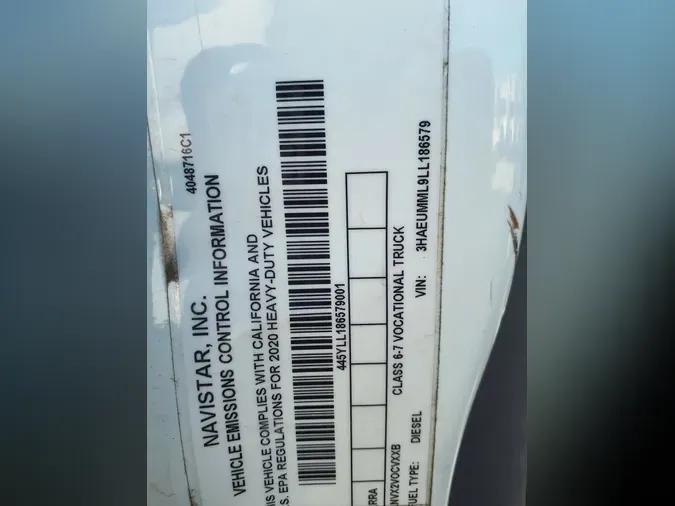 4048716C1
NAVISTAR, INC.
VEHICLE EMISSIONS CONTROL INFORMATION
IS VEHICLE COMPLIES WITH CALIFORNIA AND
S. EPA REGULATIONS FOR 2020 HEAVY-DUTY VEHICLES
445YLL186579001
RRA
NVX2VOCVXXB CLASS 6-7 VOCATIONAL TRUCK
FUEL TYPE: DIESEL VIN: 3HAEUMML9LL186579